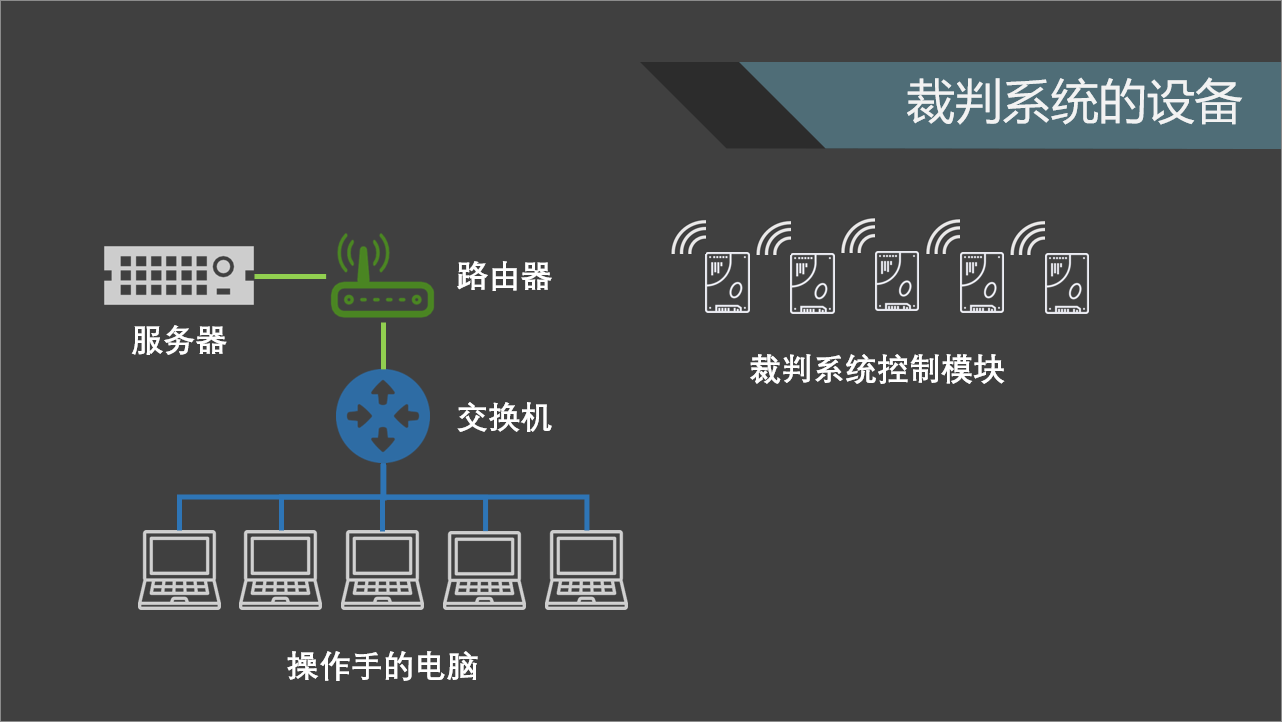 裁判系统的设备
路由器
服务器
裁判系统控制模块
交换机
操作手的电脑